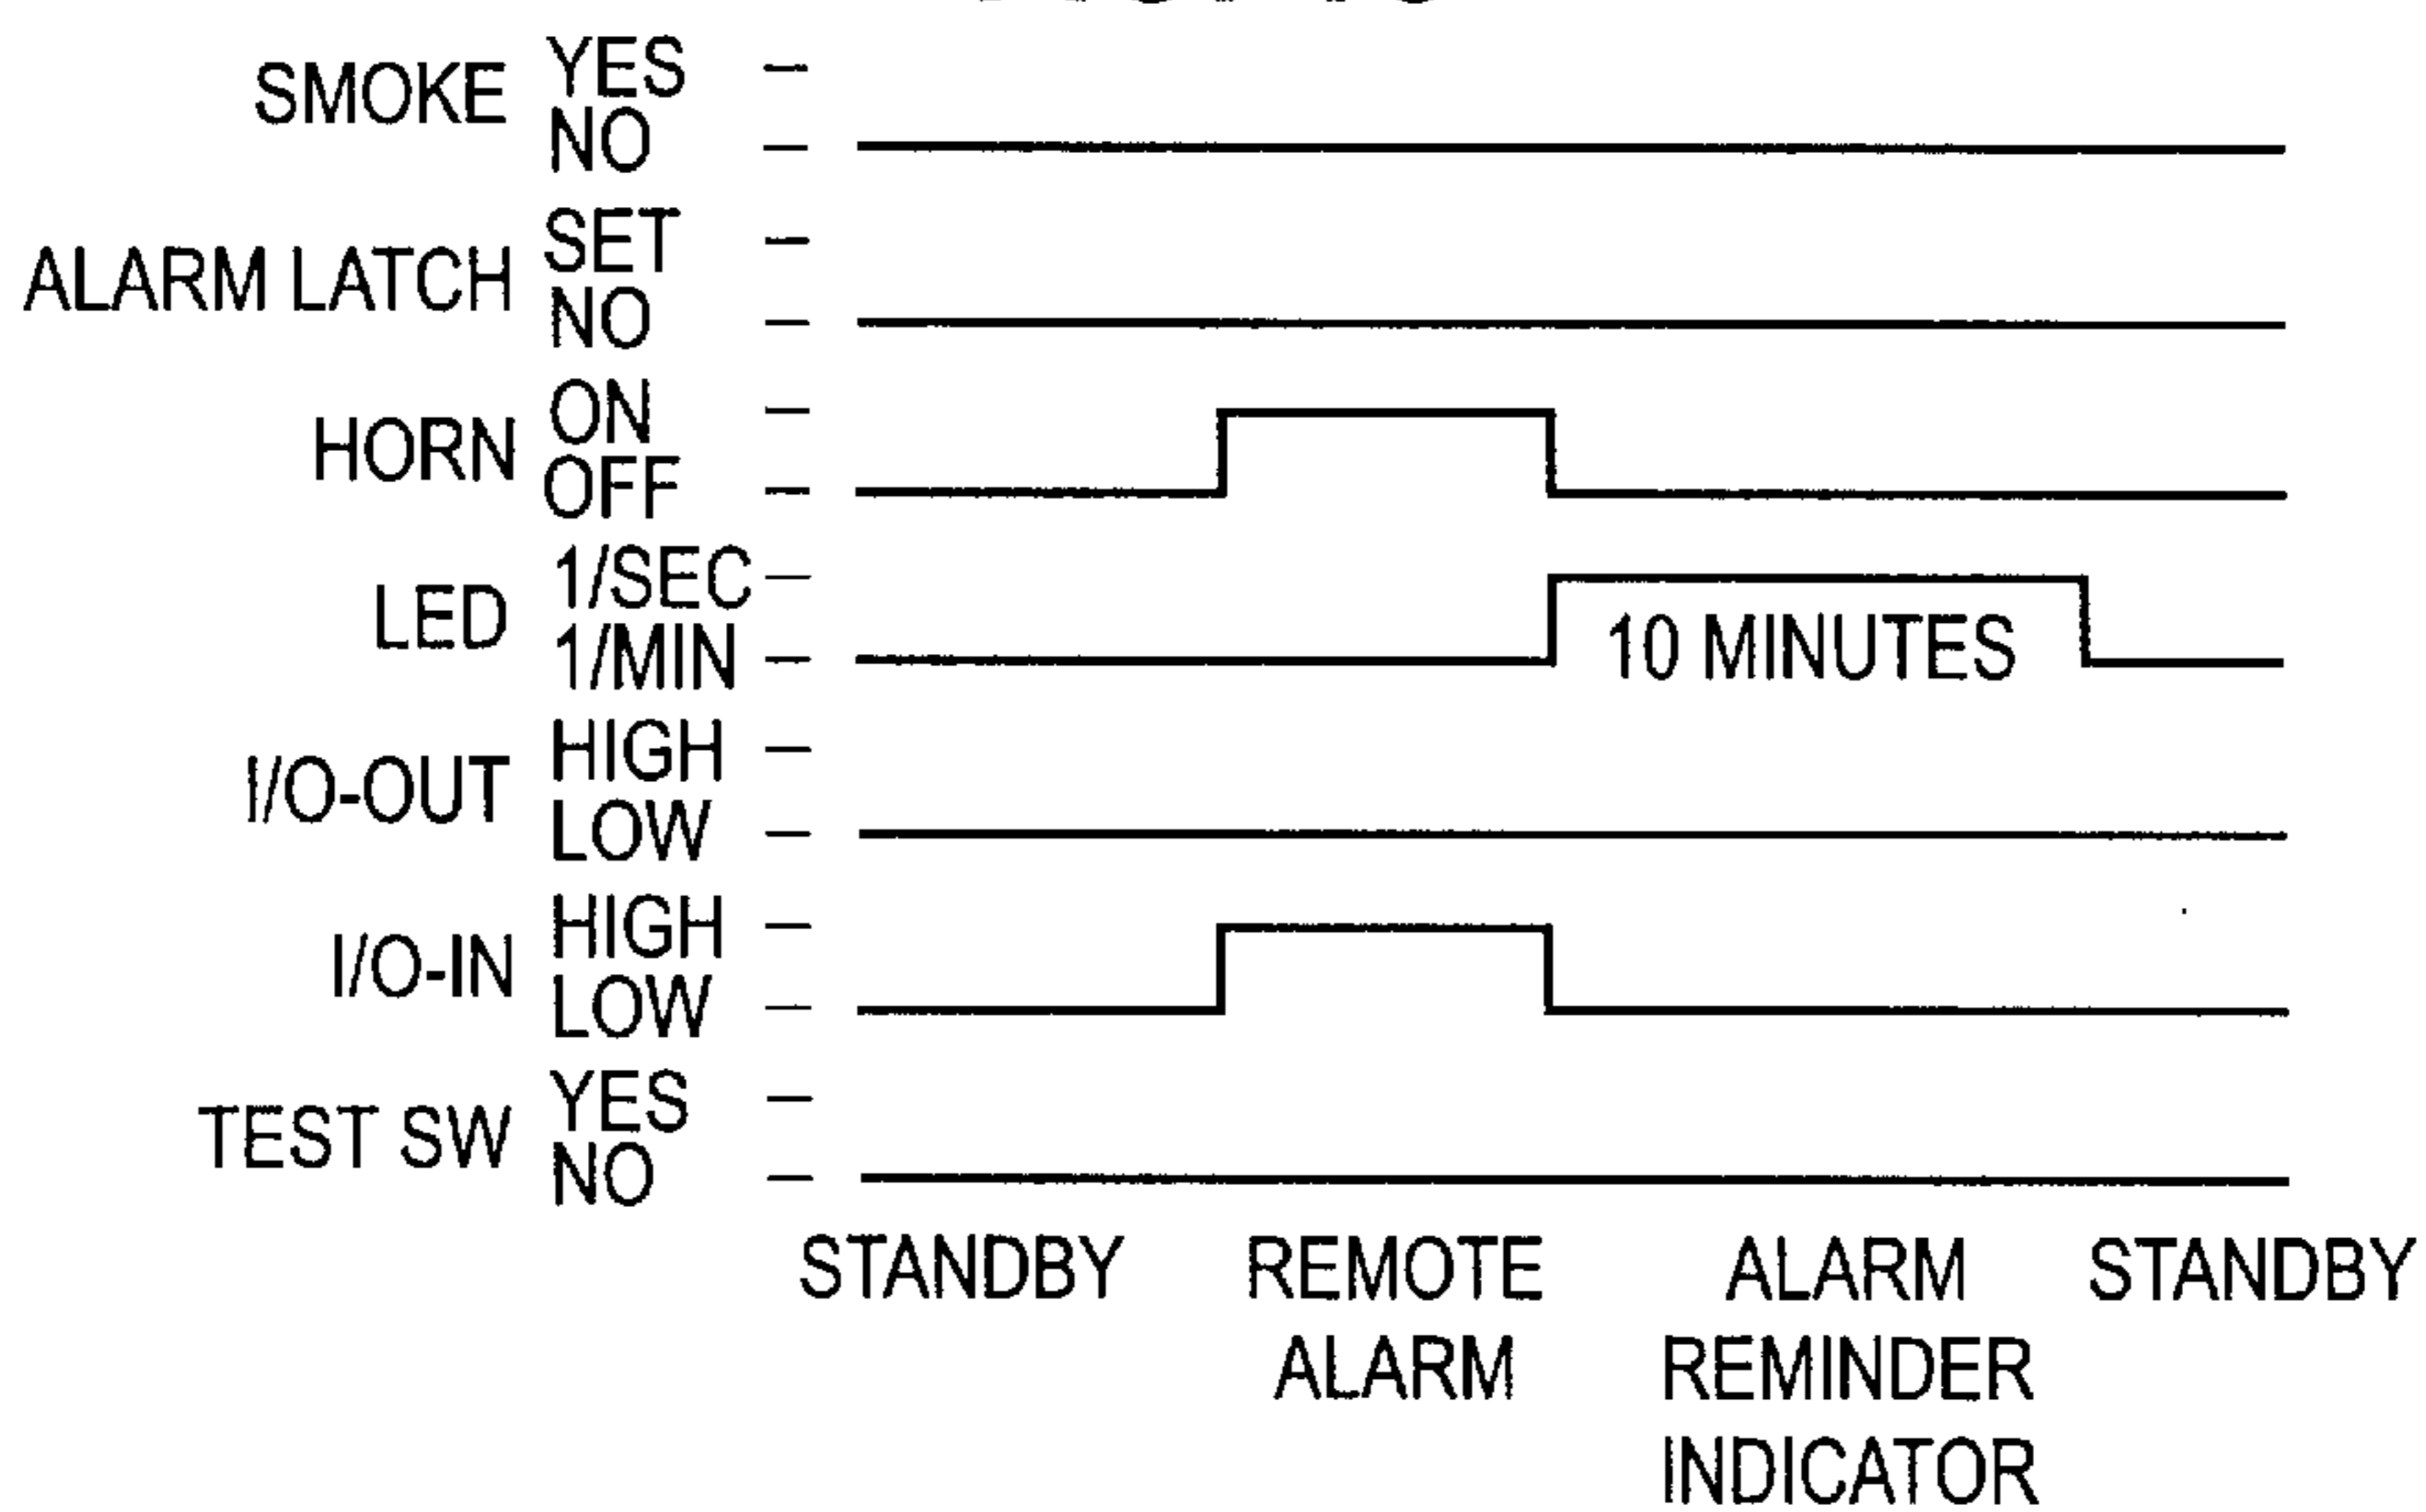 SMOKE YES
NO
ALARM LATCH SET
NO
HORN ON
OFF
LED 1/SEC
1/MIN
10 MINUTES
I/O-OUT HIGH
LOW
I/O-IN HIGH
LOW
TEST SW YES
NO
STANDBY REMOTE ALARM STANDBY
ALARM REMINDER
INDICATOR